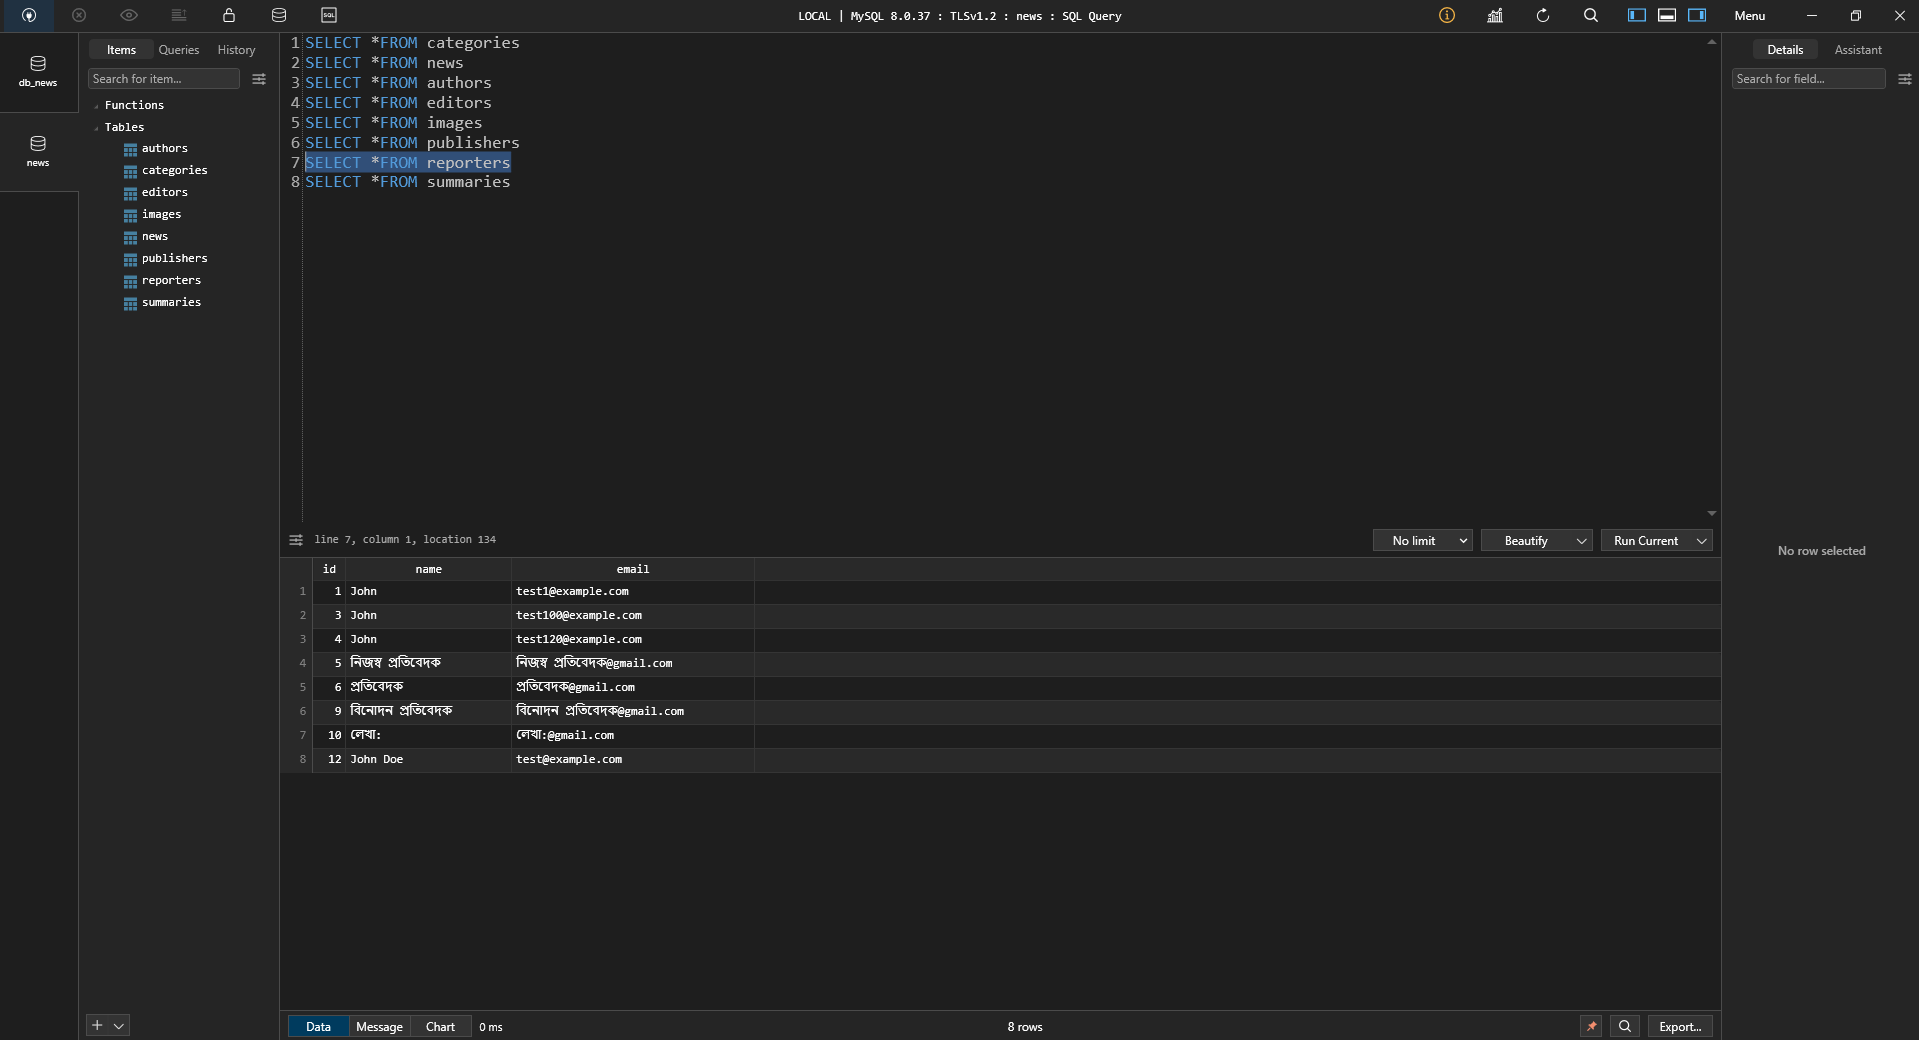 LOCAL | MySQL 8.0.37 : TLSv1.2 : news : SQL Query
Menu
SQL
db_news
news
Items Queries History
Search for item...
Functions
Tables
authors
categories
editors
images
news
publishers
reporters
summaries
1 SELECT *FROM categories
2 SELECT *FROM news
3 SELECT *FROM authors
4 SELECT *FROM editors
5 SELECT *FROM images
6 SELECT *FROM publishers
7 SELECT *FROM reporters
8 SELECT *FROM summaries
line 7, column 1, location 134
No limit Beautify Run Current
id name email
1 1 John test1@example.com
2 3 John test100@example.com
3 4 John test120@example.com
4 5 নিজস্ব প্রতিবেদক নিজস্ব প্রতিবেদক@gmail.com
5 6 প্রতিবেদক প্রতিবেদক@gmail.com
6 9 বিনোদন প্রতিবেদক বিনোদন প্রতিবেদক@gmail.com
7 10 লেখা: লেখা:@gmail.com
8 12 John Doe test@example.com
Data Message Chart 0 ms 8 rows Export...
Details Assistant
Search for field...
No row selected